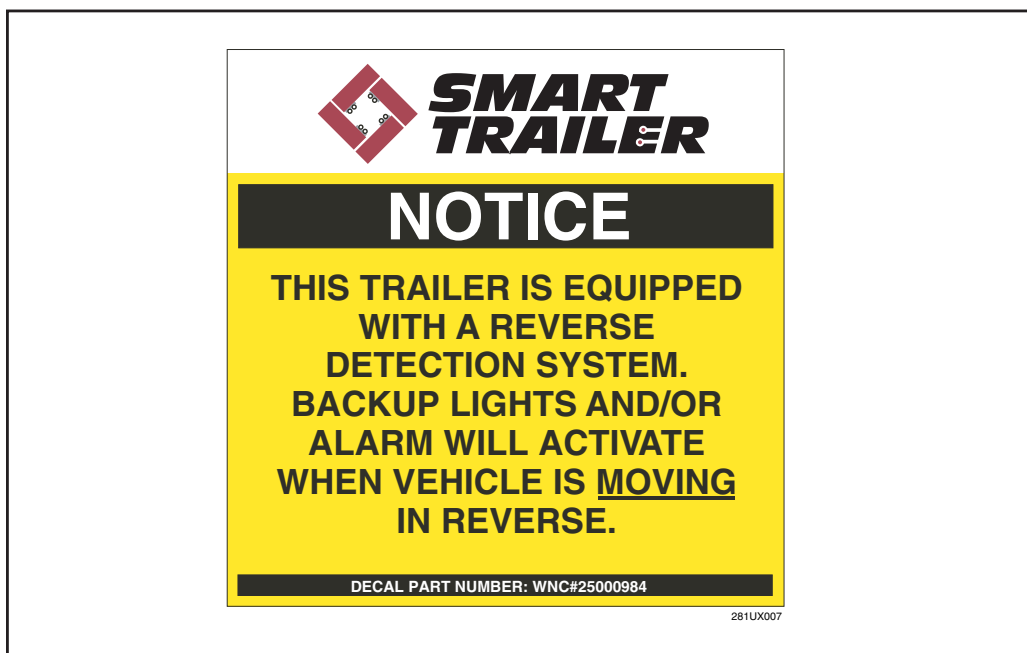 SMART
TRAILER
NOTICE
THIS TRAILER IS EQUIPPED
WITH A REVERSE
DETECTION SYSTEM.
BACKUP LIGHTS AND/OR
ALARM WILL ACTIVATE
WHEN VEHICLE IS MOVING
IN REVERSE.
DECAL PART NUMBER: WNC#25000984
281UX007